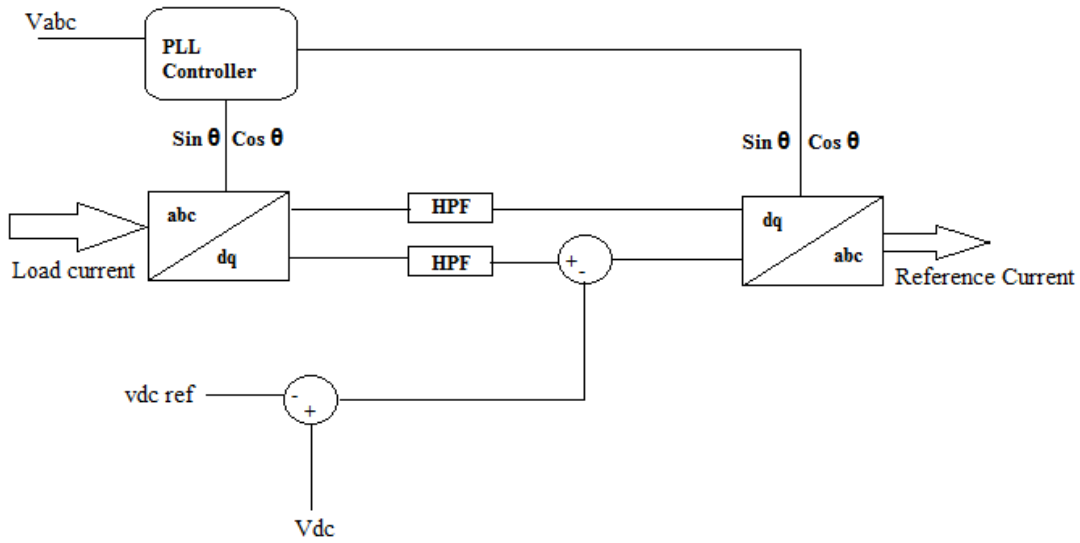 Vabc
PLL
Controller
Sin θ Cos θ
Sin θ Cos θ
abc
dq
HPF
HPF
+
-
dq
abc
Load current
Reference Current
vdc ref
-
+
Vdc